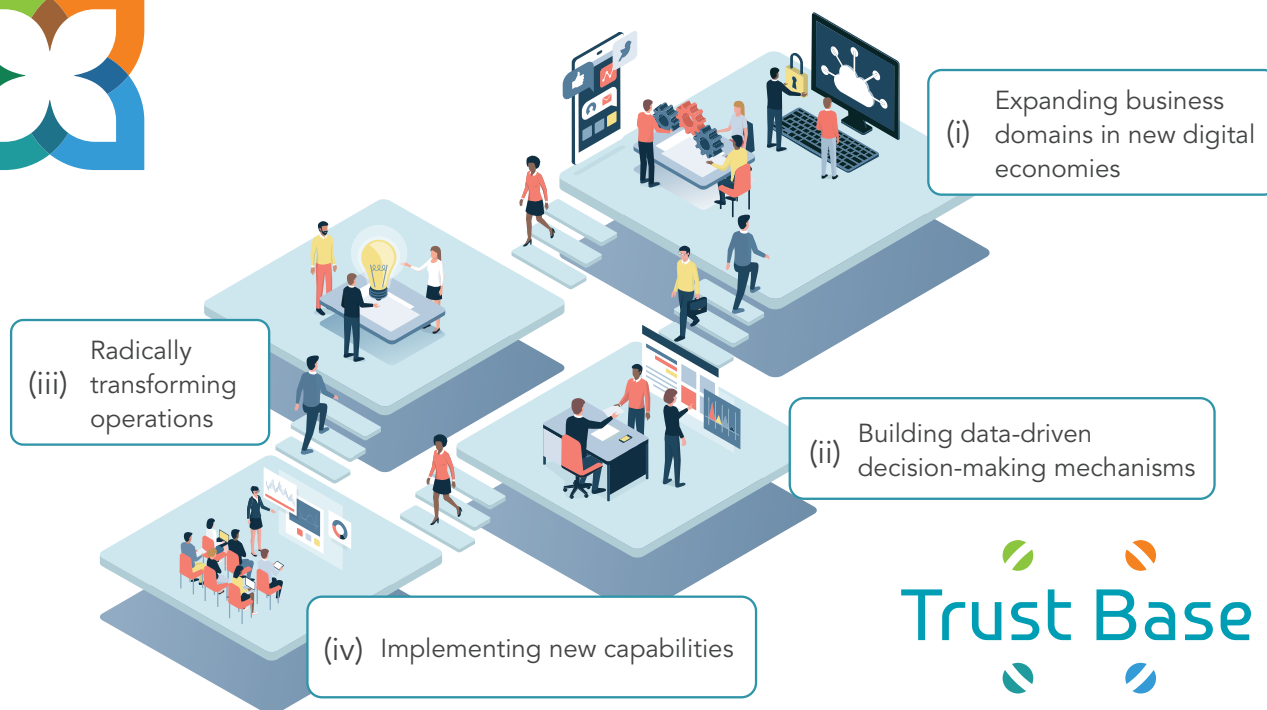 (i)
Expanding business
domains in new digital
economies
(iii)
Radically
transforming
operations
(ii)
Building data-driven
decision-making mechanisms
(iv) Implementing new capabilities
Trust Base